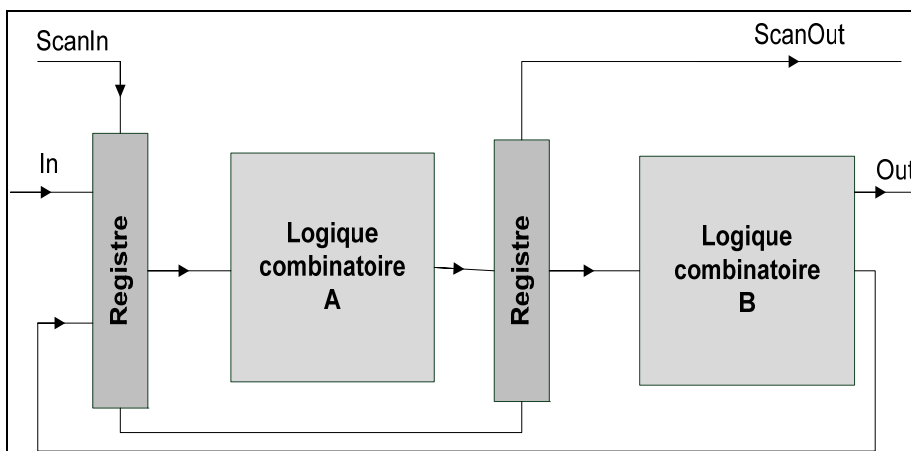 ScanIn
ScanOut
In
Registre
Logique
combinatoire
A
Registre
Logique
combinatoire
B
Out